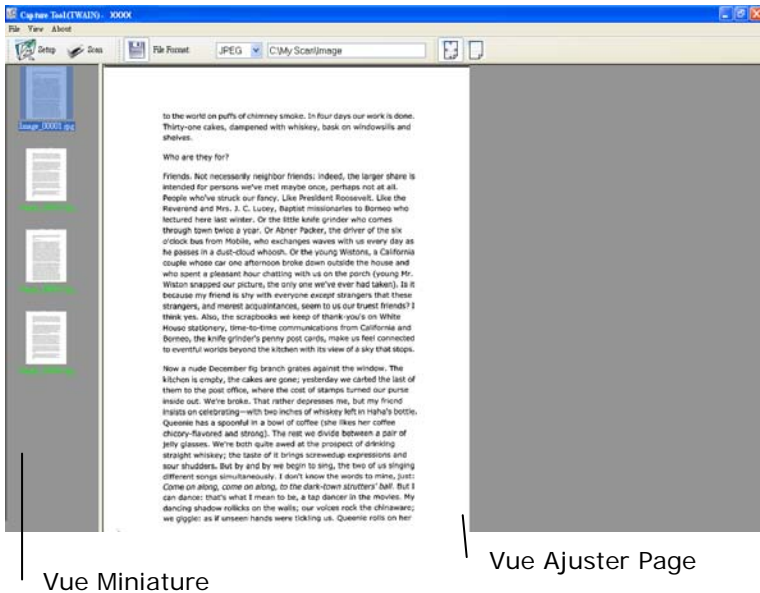 Capture Tool(TWAIN) - XXXX
File View About
Setup Scan File Format: JPEG C:\My Scan\Image
Image_00001.jpg
to the world on puffs of chimney smoke. In four days our work is done.
Thirty-one cakes, dampened with whiskey, bask on windowsills and
shelves.
Who are they for?
Friends. Not necessarily neighbor friends: indeed, the larger share is
intended for persons we've met maybe once, perhaps not at all.
People who've struck our fancy. Like President Roosevelt. Like the
Reverend and Mrs. J. C. Lucey, Baptist missionaries to Borneo who
lectured here last winter. Or the little knife grinder who comes
through town twice a year. Or Abner Packer, the driver of the six
o'clock bus from Mobile, who exchanges waves with us every day as
he passes in a dust-cloud whoosh. Or the young Wistons, a California
couple whose car one afternoon broke down outside the house and
who spent a pleasant hour chatting with us on the porch (young Mr.
Wiston snapped our picture, the only one we've ever had taken). Is it
because my friend is shy with everyone except strangers that these
strangers, and merest acquaintances, seem to us our truest friends? I
think yes. Also, the scrapbooks we keep of thank-you's on White
House stationery, time-to-time communications from California and
Borneo, the knife grinder's penny post cards, make us feel connected
to eventful worlds beyond the kitchen with its view of a sky that stops.
Now a nude December fig branch grates against the window. The
kitchen is empty, the cakes are gone; yesterday we carted the last of
them to the post office, where the cost of stamps turned our purse
inside out. We're broke. That rather depresses me, but my friend
insists on celebrating—with two inches of whiskey left in Haha's bottle.
Queenie has a spoonful in a bowl of coffee (she likes her coffee
chicory-flavored and strong). The rest we divide between a pair of
jelly glasses. We're both quite awed at the prospect of drinking
straight whiskey; the taste of it brings screwedup expressions and
sour shudders. But by and by we begin to sing, the two of us singing
different songs simultaneously. I don't know the words to mine, just:
Come on along, come on along, to the dark-town strutters' ball. But I
can dance: that's what I mean to be, a tap dancer in the movies. My
dancing shadow rollicks on the walls; our voices rock the chinaware;
we giggle: as if unseen hands were tickling us. Queenie rolls on her
Vue Ajuster Page
Vue Miniature